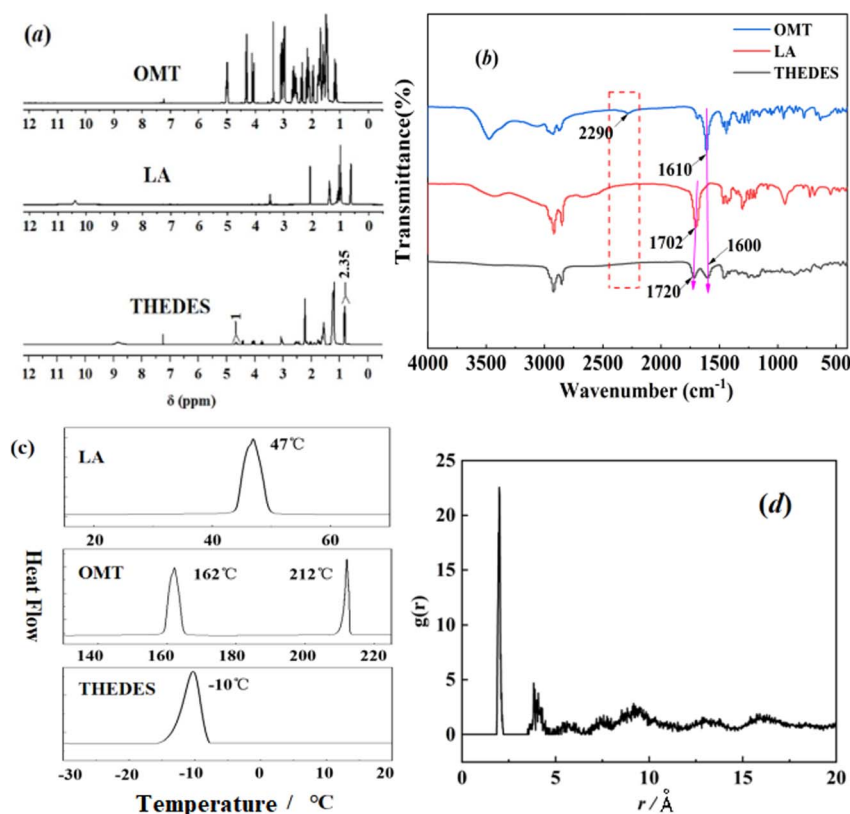 (a)
OMT
12 11 10 9 8 7 6 5 4 3 2 1 0
LA
12 11 10 9 8 7 6 5 4 3 2 1 0
THEDES
1
2.35
12 11 10 9 8 7 6 5 4 3 2 1 0
δ (ppm)
(b)
OMT
LA
THEDES
Transmittance(%)
2290
1610
1702
1600
1720
4000 3500 3000 2500 2000 1500 1000 500
Wavenumber (cm-1)
(c)
LA
47℃
20 40 60
Heat Flow
OMT
162℃
212℃
140 160 180 200 220
THEDES
-10℃
-30 -20 -10 0 10 20
Temperature / ℃
(d)
g(r)
25
20
15
10
5
0
0 5 10 15 20
r / Å